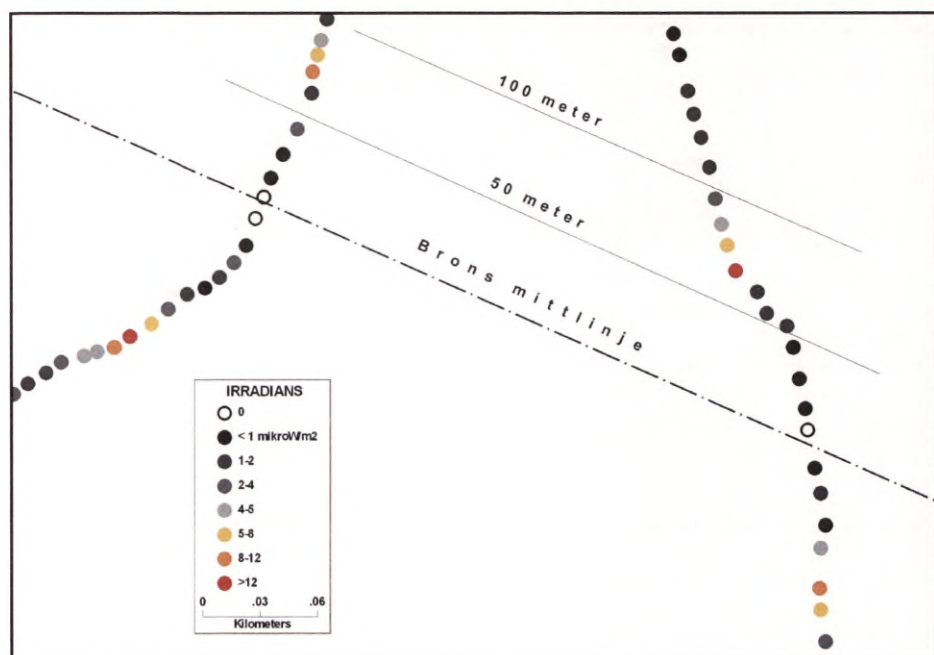 100 meter
50 meter
Brons mittlinje
IRRADIANS
0
< 1 mikroW/m2
1-2
2-4
4-5
5-8
8-12
>12
0 .03 .06
Kilometers